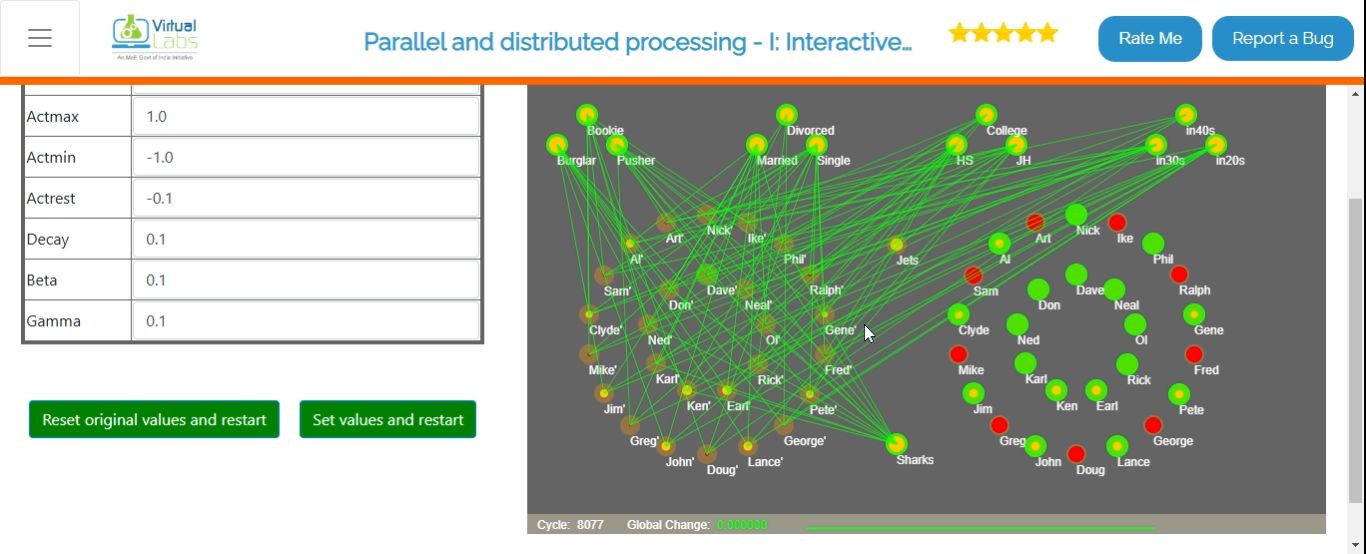 Virtual
Labs
An MoE Govt of India Initiative
Parallel and distributed processing - I: Interactive...
Rate Me
Report a Bug
Actmax 1.0
Actmin -1.0
Actrest -0.1
Decay 0.1
Beta 0.1
Gamma 0.1
Reset original values and restart
Set values and restart
Bookie Divorced College in40s
Burglar Pusher Married Single HS JH in30s in20s
Art' Nick' Ike' Art Nick Ike
Al' Phil' Jets Al Phil
Sam' Don' Dave' Neal' Ralph' Sam Don Dave Neal Ralph
Clyde' Ned' Ol' Gene' Clyde Ned Ol Gene
Mike' Karl' Rick' Fred' Mike Karl Rick Fred
Jim' Ken' Earl' Pete' Jim Ken Earl Pete
Greg' George' Greg George
John' Doug' Lance' Sharks John Doug Lance
Cycle: 8077 Global Change: 0.000000